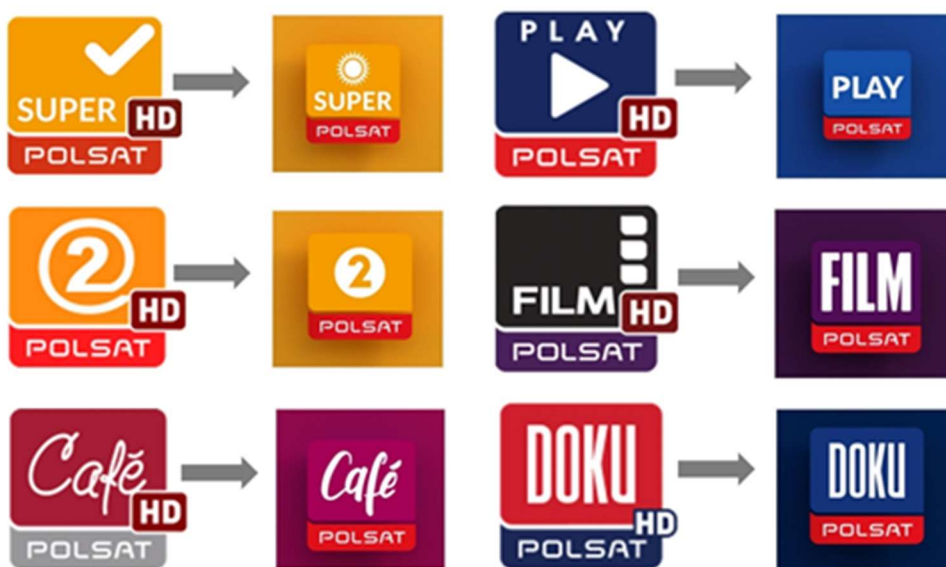 SUPER HD
POLSAT
SUPER
POLSAT
PLAY
HD
POLSAT
PLAY
POLSAT
2
HD
POLSAT
2
POLSAT
FILM HD
POLSAT
FILM
POLSAT
Café
HD
POLSAT
Café
POLSAT
DOKU
HD
POLSAT
DOKU
POLSAT